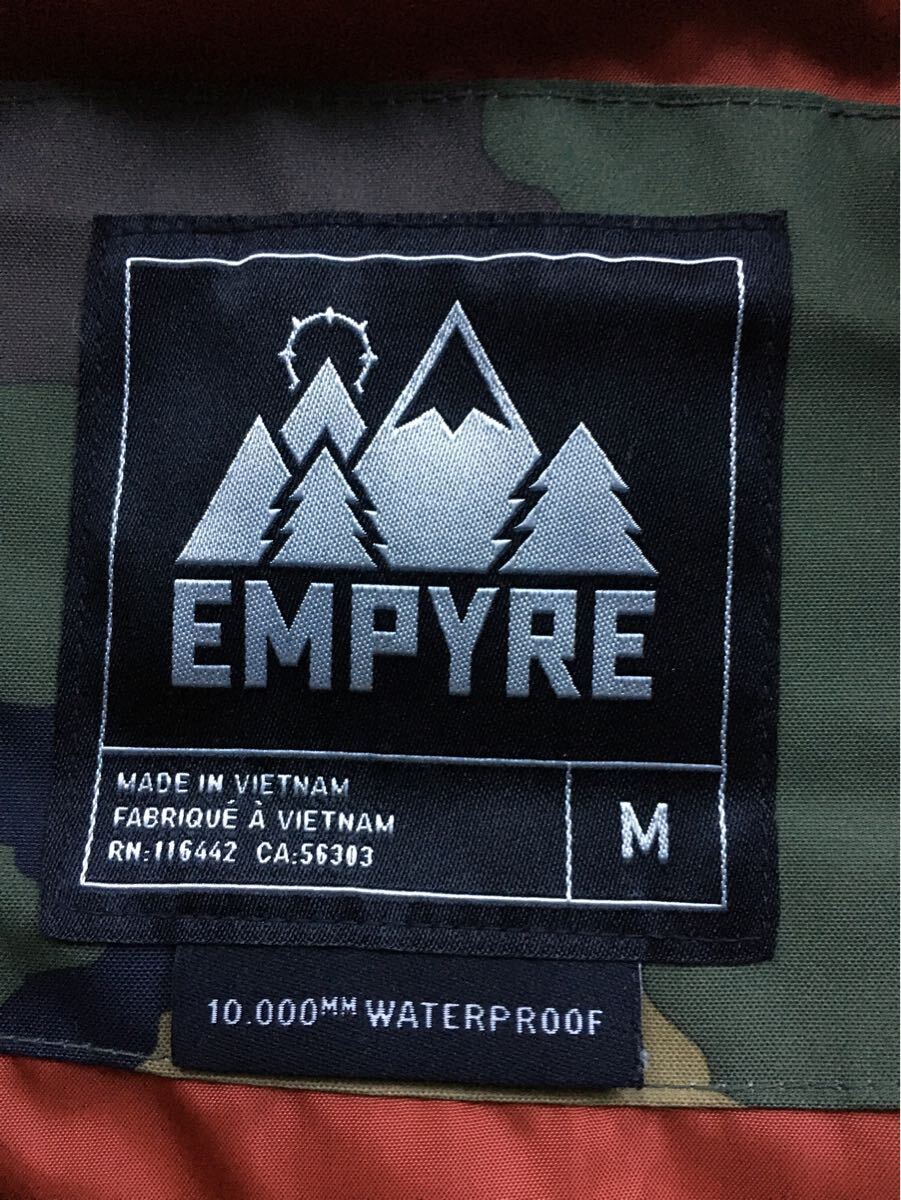 EMPYRE
MADE IN VIETNAM
FABRIQUÉ À VIETNAM
RN:116442 CA:56303
M
10.000MM WATERPROOF